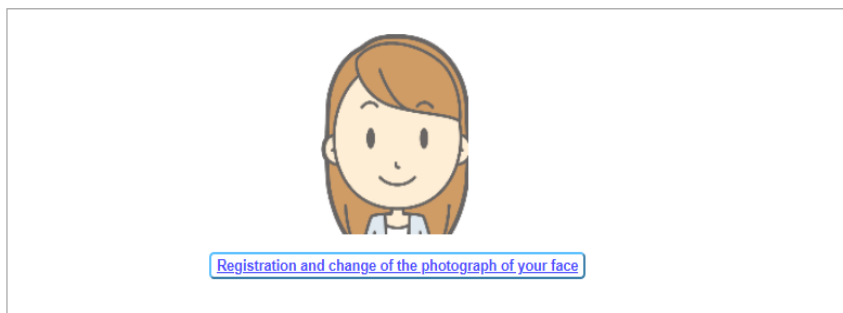 Registration and change of the photograph of your face